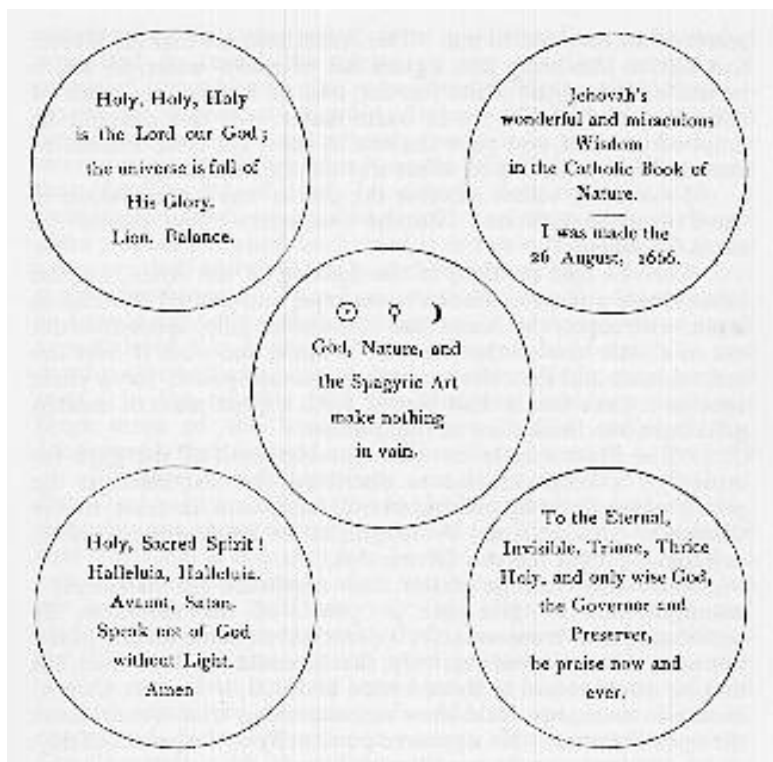 Holy, Holy, Holy
is the Lord our God;
the universe is full of
His Glory.
Lion. Balance.
Jehovah's
wonderful and miraculous
Wisdom
in the Catholic Book of
Nature.
I was made the
26 August, 1666.
☉ ♀ ☽
God, Nature, and
the Spagyric Art
make nothing
in vain.
Holy, Sacred Spirit!
Halleluia, Halleluia.
Avaunt, Satan.
Speak not of God
without Light.
Amen
To the Eternal,
Invisible, Triune, Thrice
Holy, and only wise God,
the Governor and
Preserver,
be praise now and
ever.